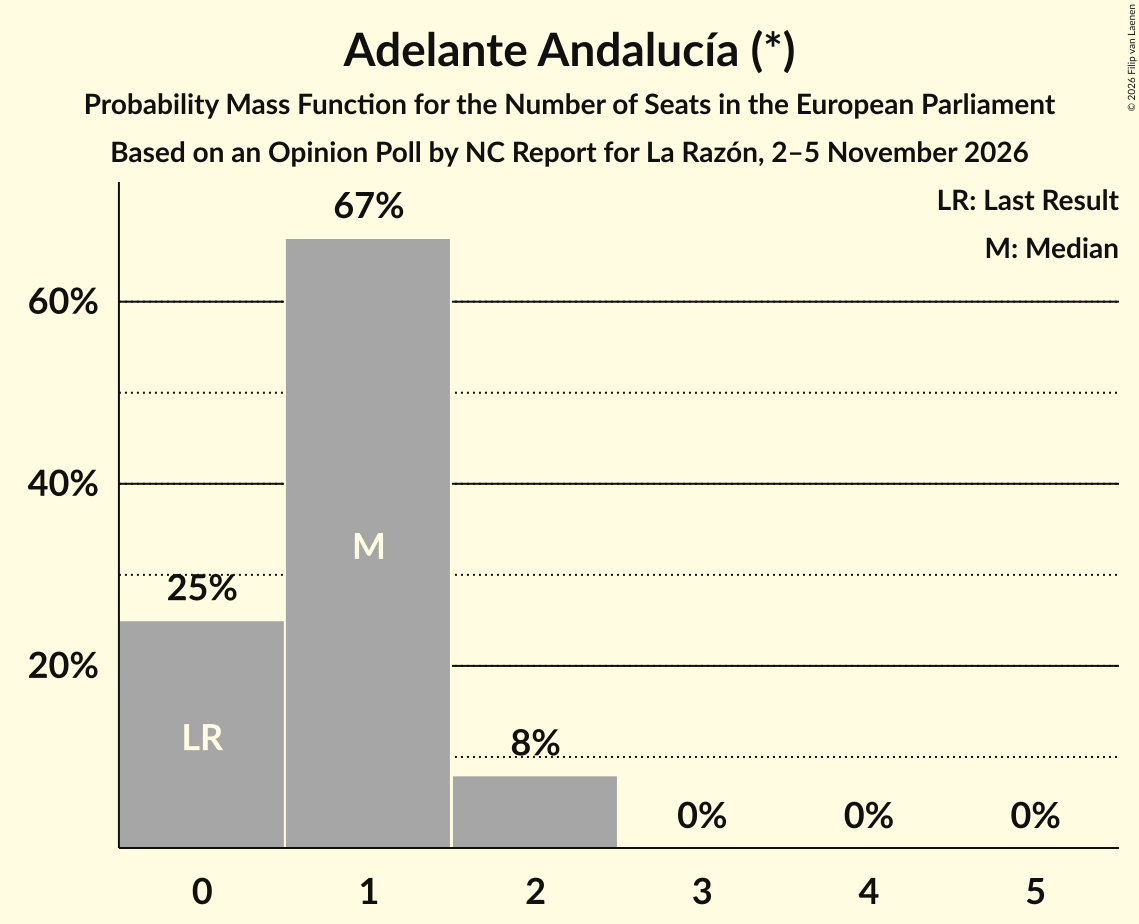 Adelante Andalucía (*)
Probability Mass Function for the Number of Seats in the European Parliament
Based on an Opinion Poll by NC Report for La Razón, 2–5 November 2026
© 2026 Filip van Laenen
LR: Last Result
M: Median
67%
60%
40%
M
25%
20%
LR
8%
0%
0%
0%
0
1
2
3
4
5